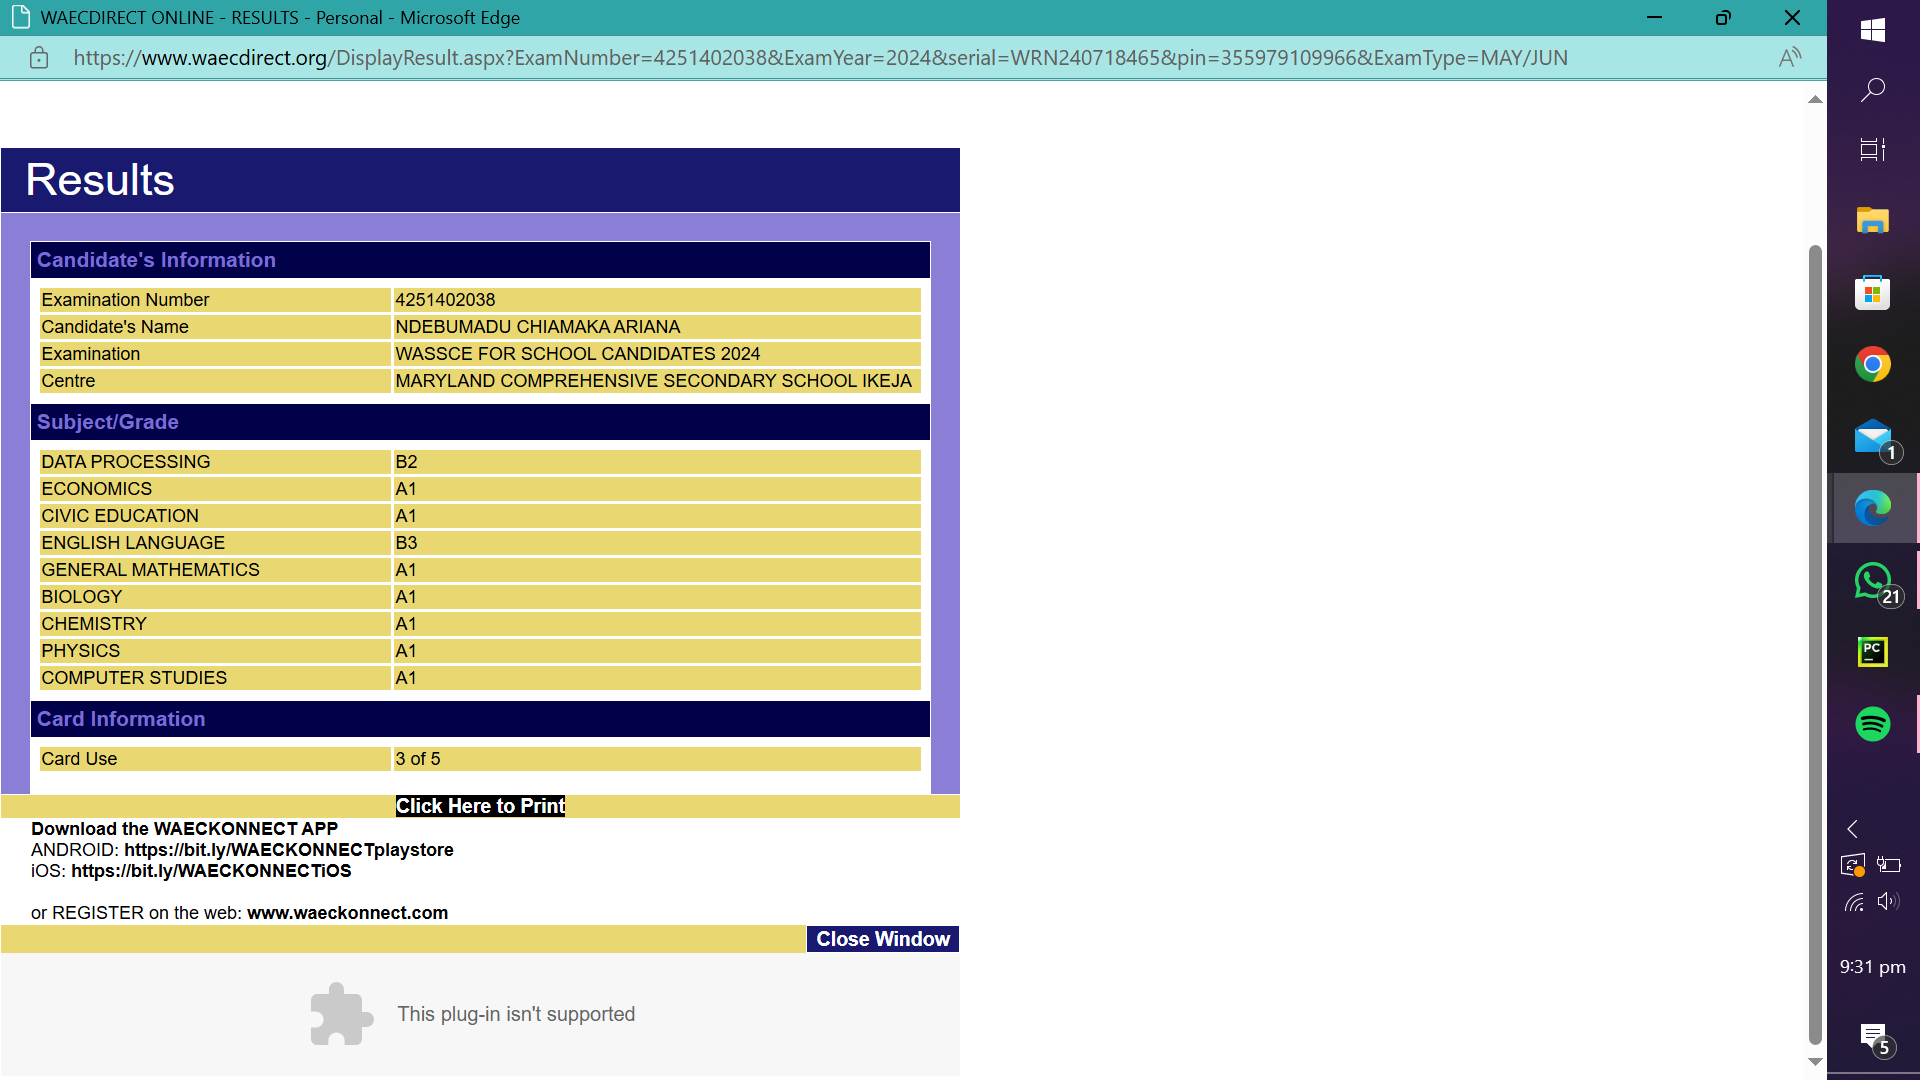 WAECDIRECT ONLINE - RESULTS - Personal - Microsoft Edge
https://www.waecdirect.org/DisplayResult.aspx?ExamNumber=4251402038&ExamYear=2024&serial=WRN240718465&pin=355979109966&ExamType=MAY/JUN
A
Results
Candidate's Information
Examination Number 4251402038
Candidate's Name NDEBUMADU CHIAMAKA ARIANA
Examination WASSCE FOR SCHOOL CANDIDATES 2024
Centre MARYLAND COMPREHENSIVE SECONDARY SCHOOL IKEJA
Subject/Grade
DATA PROCESSING B2
ECONOMICS A1
CIVIC EDUCATION A1
ENGLISH LANGUAGE B3
GENERAL MATHEMATICS A1
BIOLOGY A1
CHEMISTRY A1
PHYSICS A1
COMPUTER STUDIES A1
Card Information
Card Use 3 of 5
Click Here to Print
Download the WAECKONNECT APP
ANDROID: https://bit.ly/WAECKONNECTplaystore
iOS: https://bit.ly/WAECKONNECTiOS
or REGISTER on the web: www.waeckonnect.com
Close Window
This plug-in isn't supported
1
21
PC
9:31 pm
5